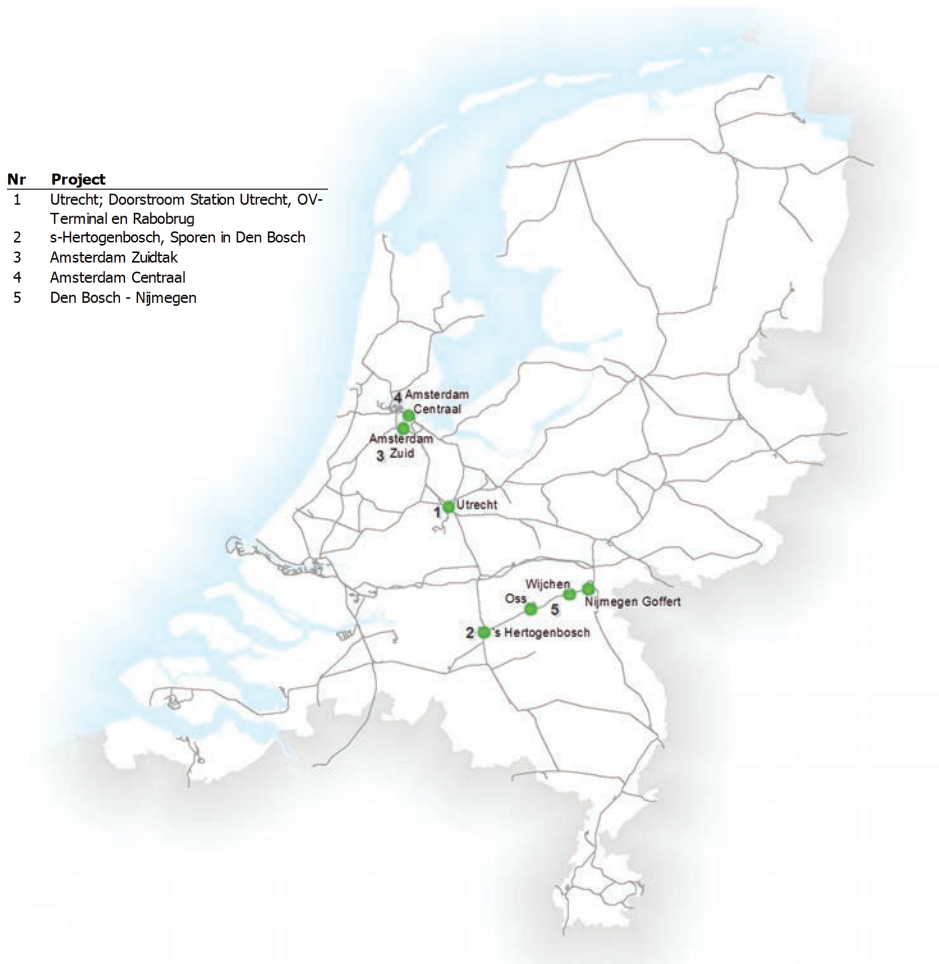 Nr Project
1 Utrecht; Doorstroom Station Utrecht, OV-
Terminal en Rabobrug
2 s-Hertogenbosch, Sporen in Den Bosch
3 Amsterdam Zuidtak
4 Amsterdam Centraal
5 Den Bosch - Nijmegen
4 Amsterdam
Centraal
Amsterdam
3 Zuid
1 Utrecht
Wijchen
Oss
5
Nijmegen Goffert
2 's Hertogenbosch